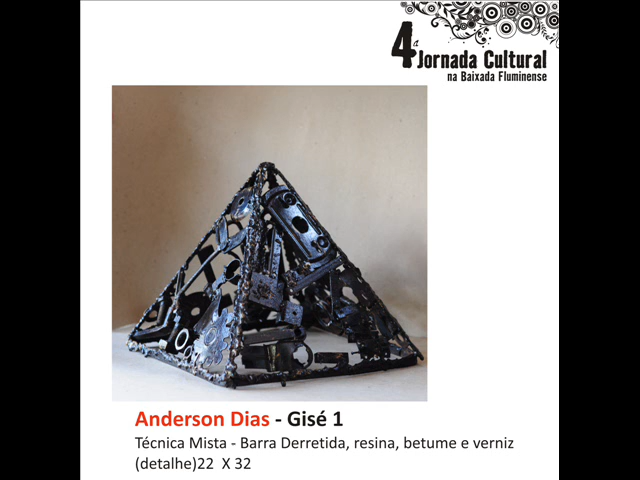 4ª Jornada Cultural
na Baixada Fluminense
Anderson Dias - Gisé 1
Técnica Mista - Barra Derretida, resina, betume e verniz
(detalhe)22 X 32